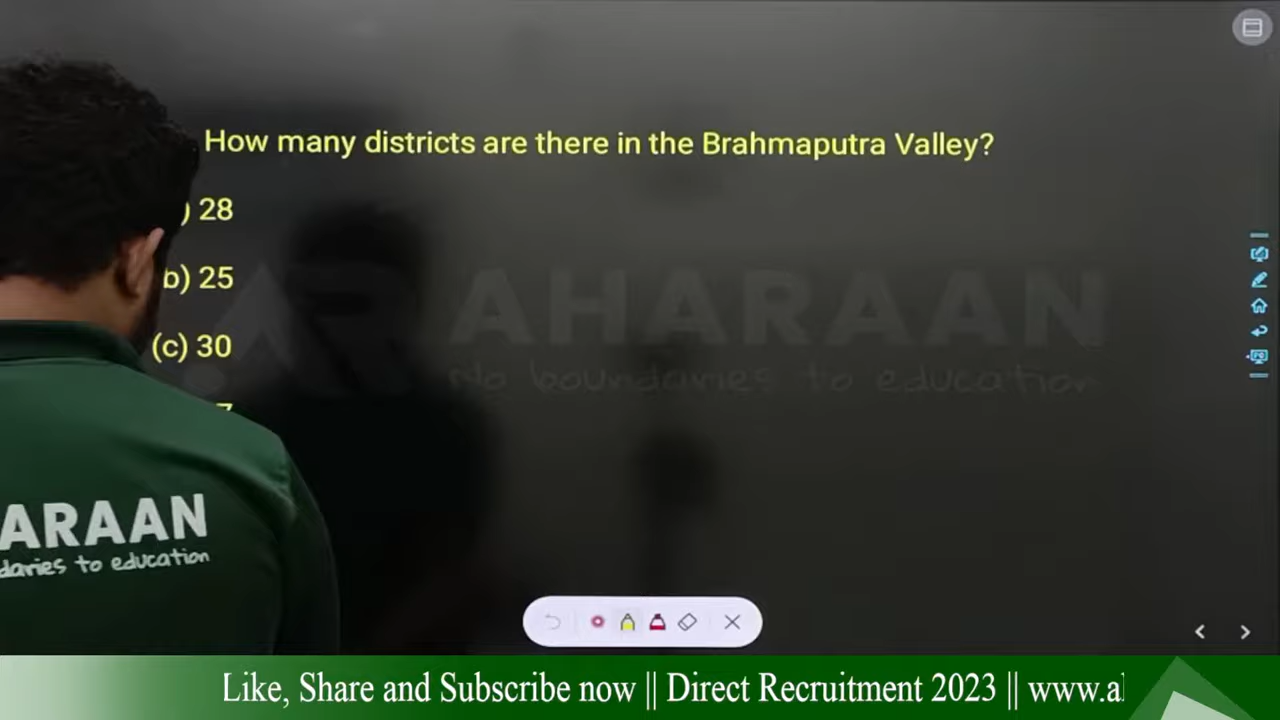 How many districts are there in the Brahmaputra Valley?
) 28
b) 25
(c) 30
7
AHARAAN
No boundaries to education
ARAAN
daries to education
Like, Share and Subscribe now || Direct Recruitment 2023 || www.a